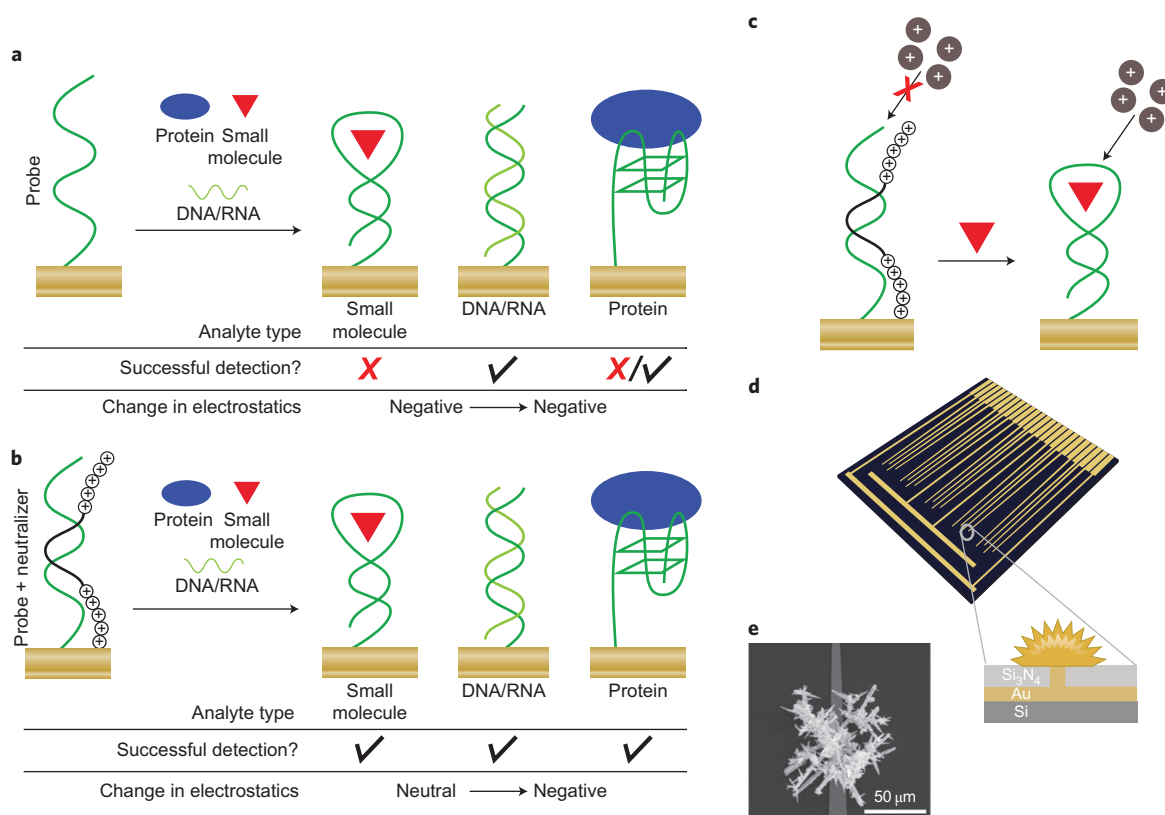 a
Probe
Protein Small
molecule
DNA/RNA
Small
molecule
DNA/RNA
Protein
Analyte type
Successful detection?
X
✓
X/✓
Change in electrostatics
Negative → Negative
b
Probe + neutralizer
+ + + + + + + + + +
Protein Small
molecule
DNA/RNA
Small
molecule
DNA/RNA
Protein
Analyte type
Successful detection?
✓
✓
✓
Change in electrostatics
Neutral → Negative
c
+ + + +
+ + + +
d
Si₃N₄
Au
Si
e
50 µm